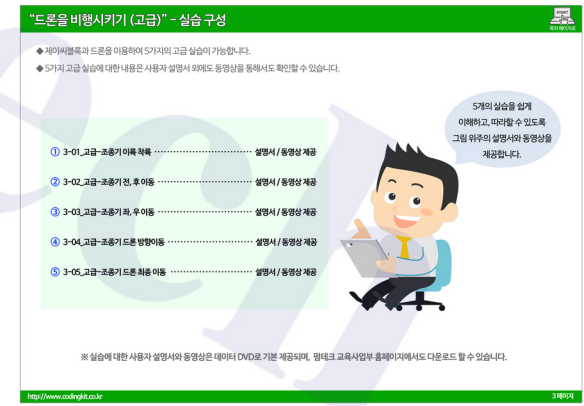 "드론을 비행시키기 (고급)" - 실습 구성
START
목차 페이지로
◆ 제이씨블록과 드론을 이용하여 5가지의 고급 실습이 가능합니다.
◆ 5가지 고급 실습에 대한 내용은 사용자 설명서 외에도 동영상을 통해서도 확인할 수 있습니다.
5개의 실습을 쉽게
이해하고, 따라할 수 있도록
그림 위주의 설명서와 동영상을
제공합니다.
① 3-01_고급-조종기 이륙 착륙 ································ 설명서 / 동영상 제공
② 3-02_고급-조종기 전, 후 이동 ······························ 설명서 / 동영상 제공
③ 3-03_고급-조종기 좌, 우 이동 ······························ 설명서 / 동영상 제공
④ 3-04_고급-조종기 드론 방향이동 ··························· 설명서 / 동영상 제공
⑤ 3-05_고급-조종기 드론 최종 이동 ·························· 설명서 / 동영상 제공
※ 실습에 대한 사용자 설명서와 동영상은 데이터 DVD로 기본 제공되며, 펌테크 교육사업부 홈페이지에서도 다운로드 할 수 있습니다.
http://www.codingkit.co.kr
3 페이지